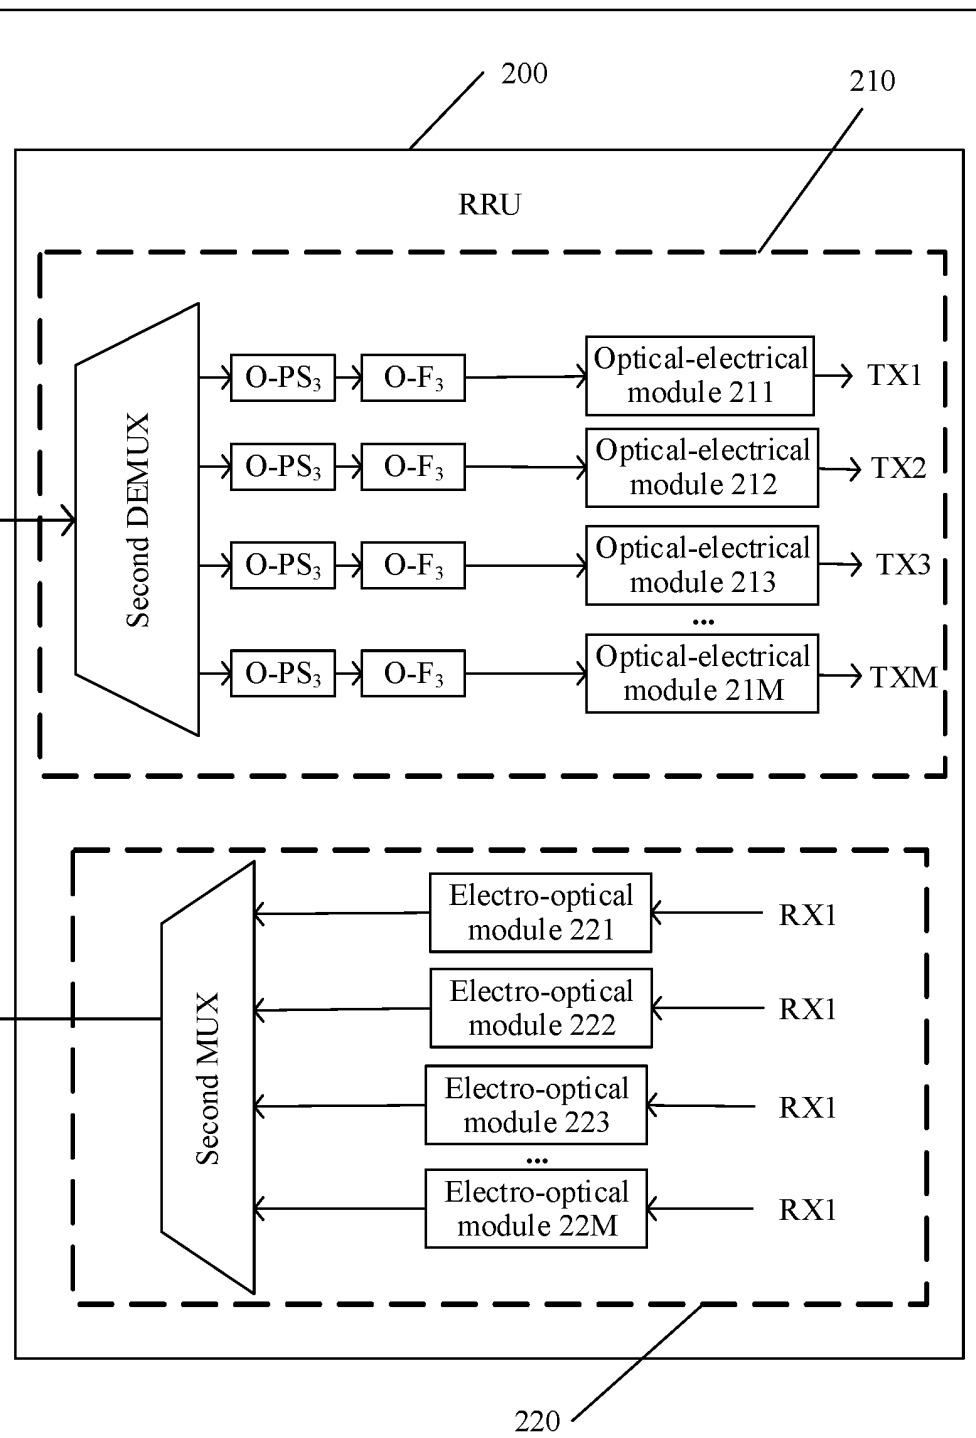 200
210
RRU
Second DEMUX
O-PS3
O-F3
Optical-electrical
module 211
TX1
O-PS3
O-F3
Optical-electrical
module 212
TX2
O-PS3
O-F3
Optical-electrical
module 213
TX3
...
O-PS3
O-F3
Optical-electrical
module 21M
TXM
Second MUX
Electro-optical
module 221
RX1
Electro-optical
module 222
RX1
Electro-optical
module 223
RX1
...
Electro-optical
module 22M
RX1
220